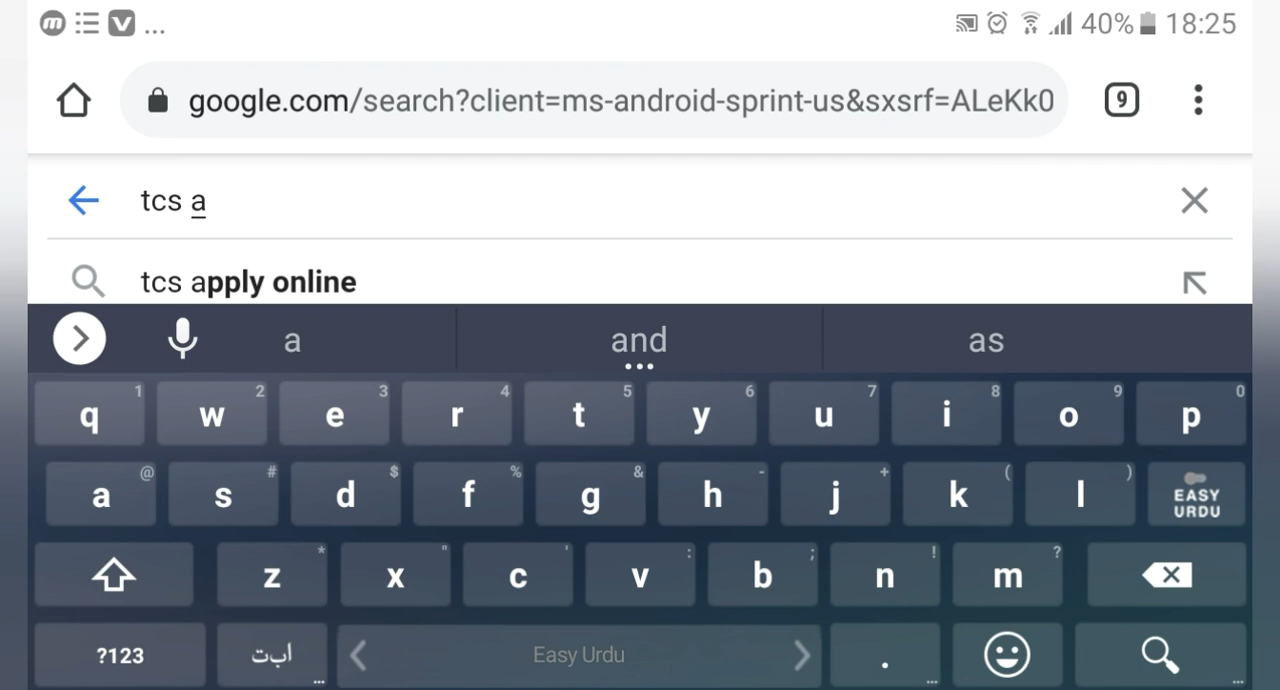 m V ... 40% 18:25
google.com/search?client=ms-android-sprint-us&sxsrf=ALeKk0 9
tcs a
tcs apply online
a and as
q 1 w 2 e 3 r 4 t 5 y 6 u 7 i 8 o 9 p 0
a @ s # d $ f % g & h - j + k ( l ) EASY URDU
z * x " c ' v : b ; n ! m ?
?123 اب‌ت Easy Urdu .